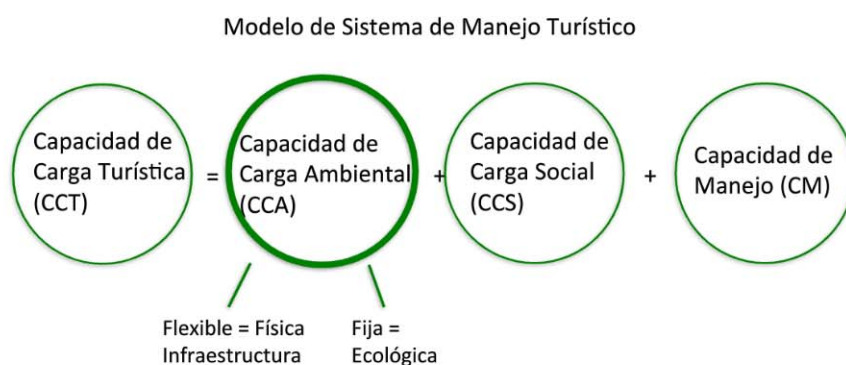 Modelo de Sistema de Manejo Turístico
Capacidad de
Carga Turística
(CCT)
=
Capacidad de
Carga Ambiental
(CCA)
+
Capacidad de
Carga Social
(CCS)
+
Capacidad de
Manejo (CM)
Flexible = Física
Infraestructura
Fija =
Ecológica